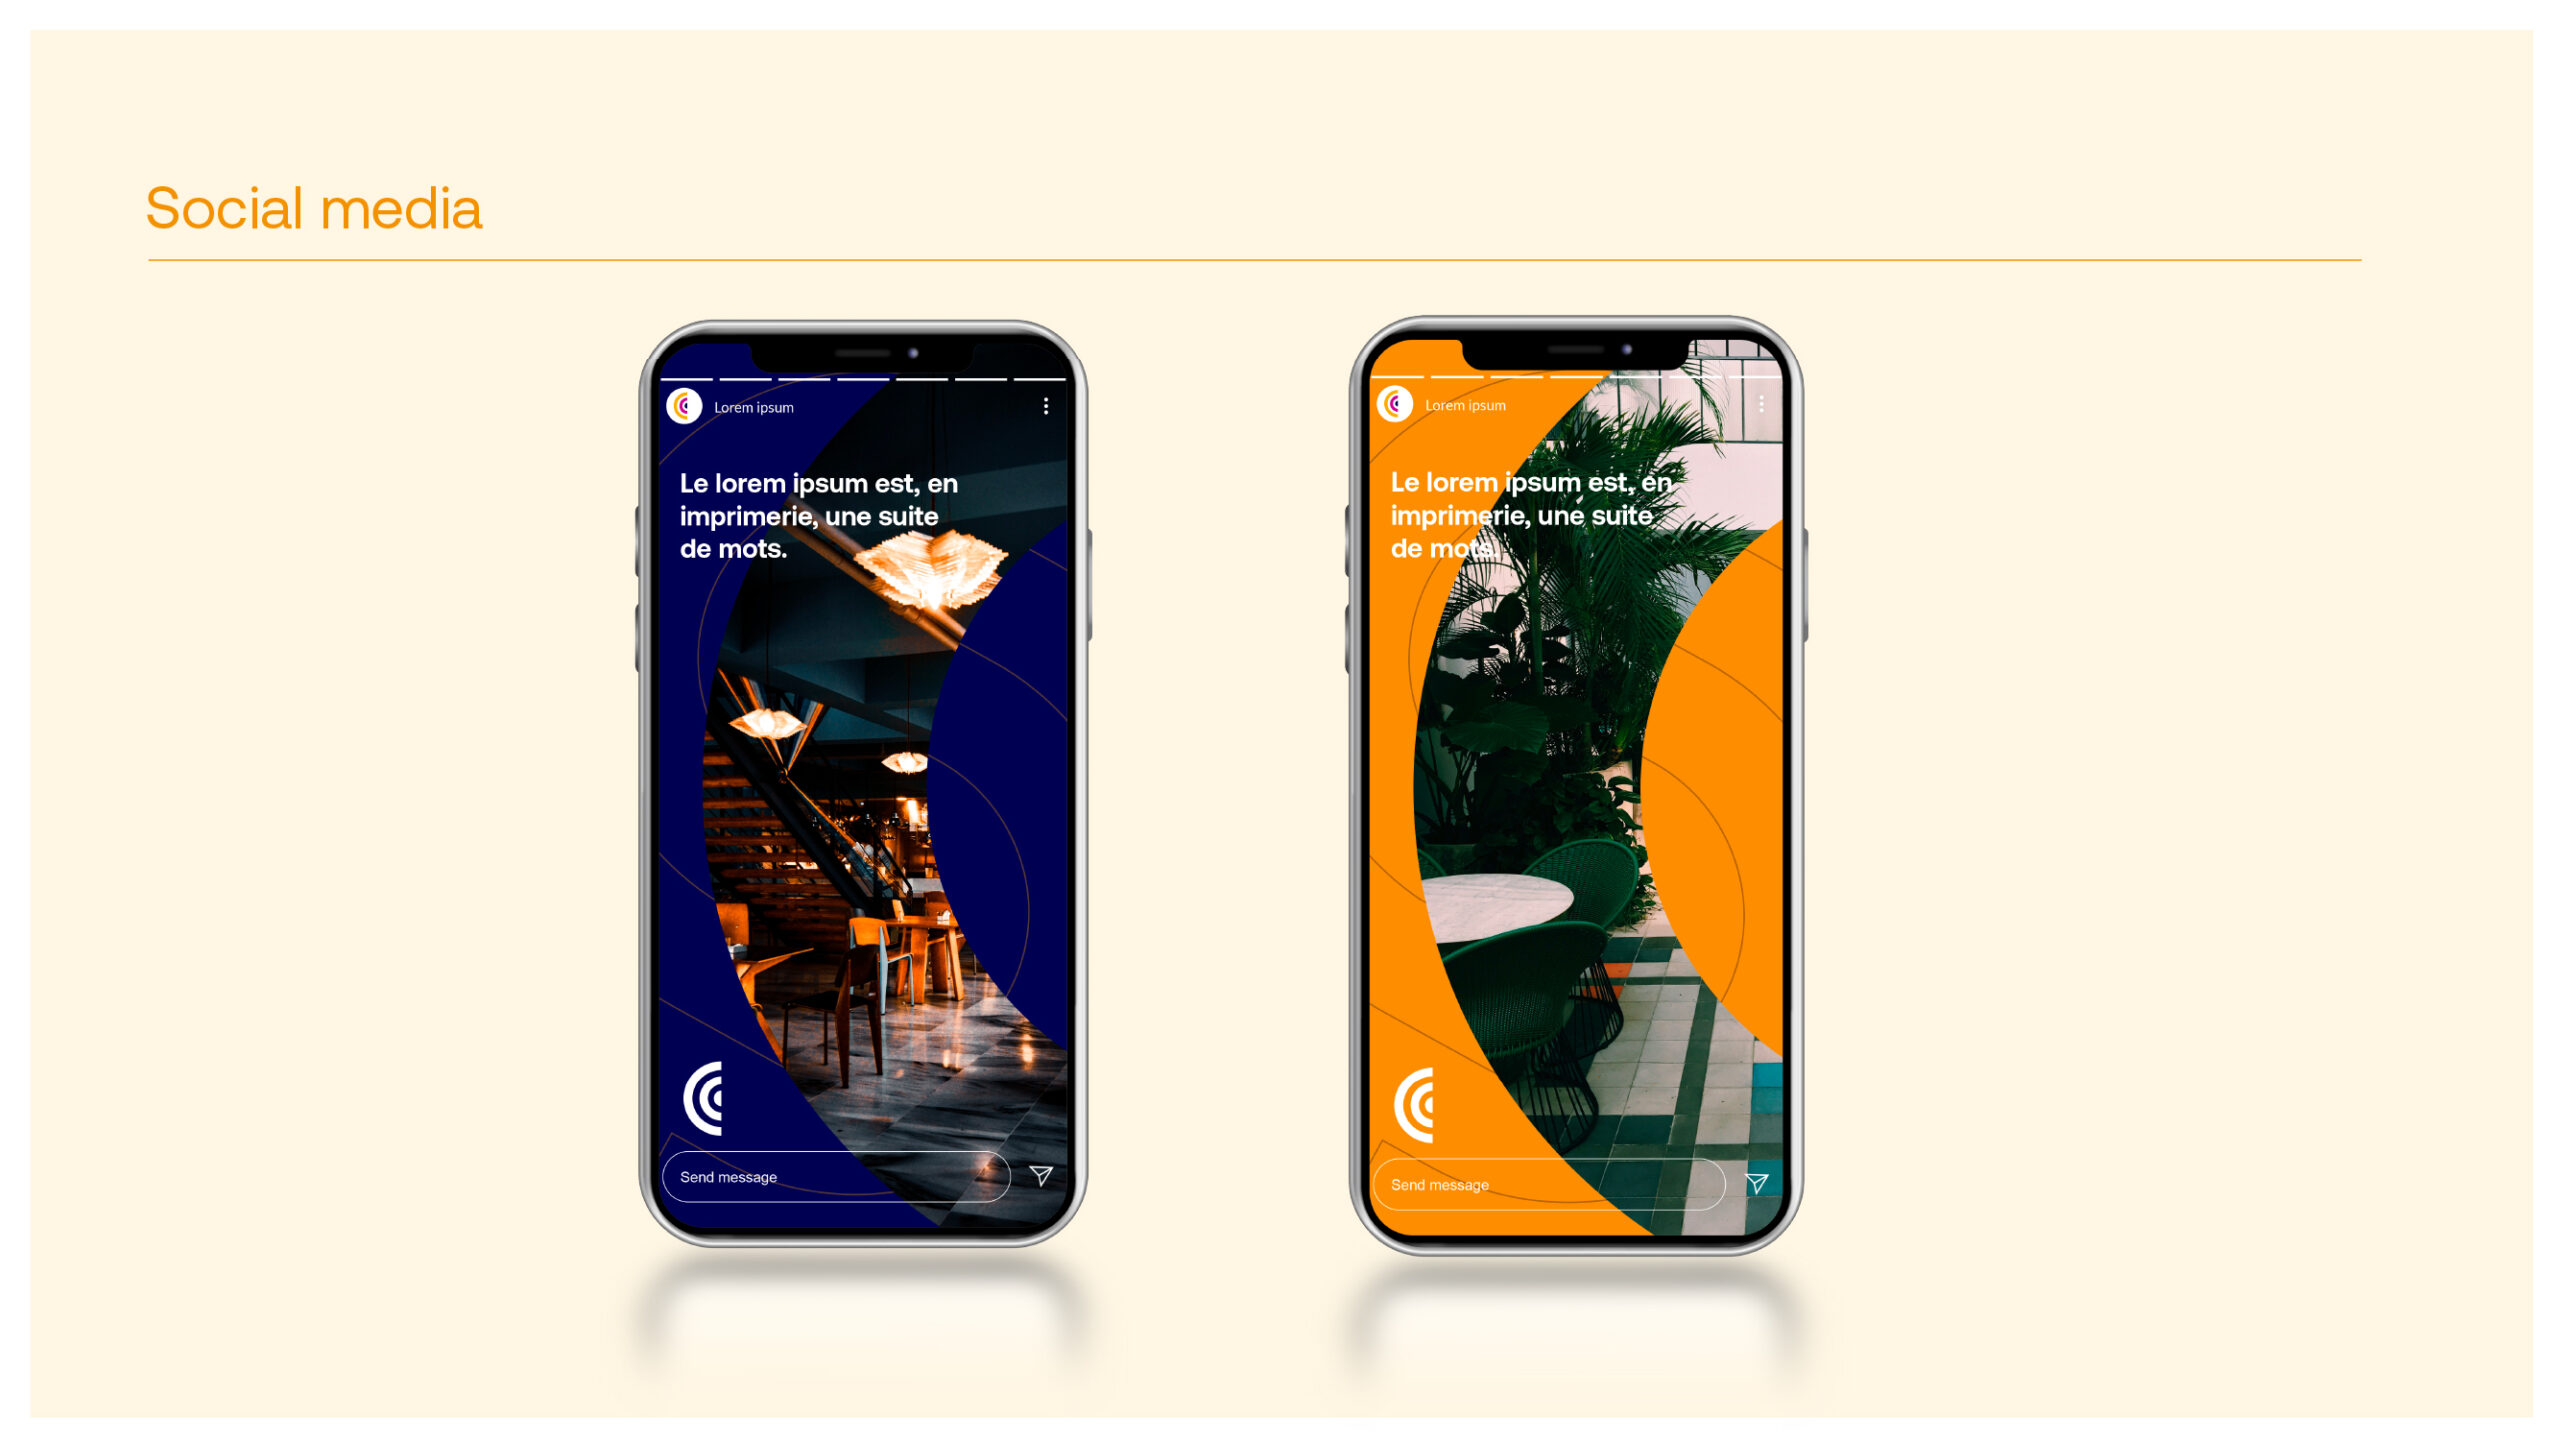 Social media
Lorem ipsum
Le lorem ipsum est, en
imprimerie, une suite
de mots.
Send message
Lorem ipsum
Le lorem ipsum est, en
imprimerie, une suite
de mots.
Send message